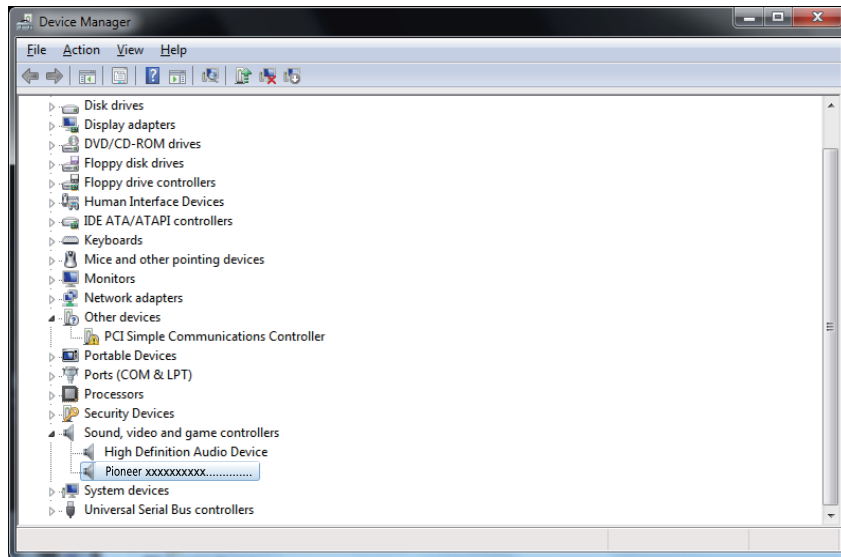 Device Manager
File Action View Help
Disk drives
Display adapters
DVD/CD-ROM drives
Floppy disk drives
Floppy drive controllers
Human Interface Devices
IDE ATA/ATAPI controllers
Keyboards
Mice and other pointing devices
Monitors
Network adapters
Other devices
PCI Simple Communications Controller
Portable Devices
Ports (COM & LPT)
Processors
Security Devices
Sound, video and game controllers
High Definition Audio Device
Pioneer xxxxxxxxxx.............
System devices
Universal Serial Bus controllers